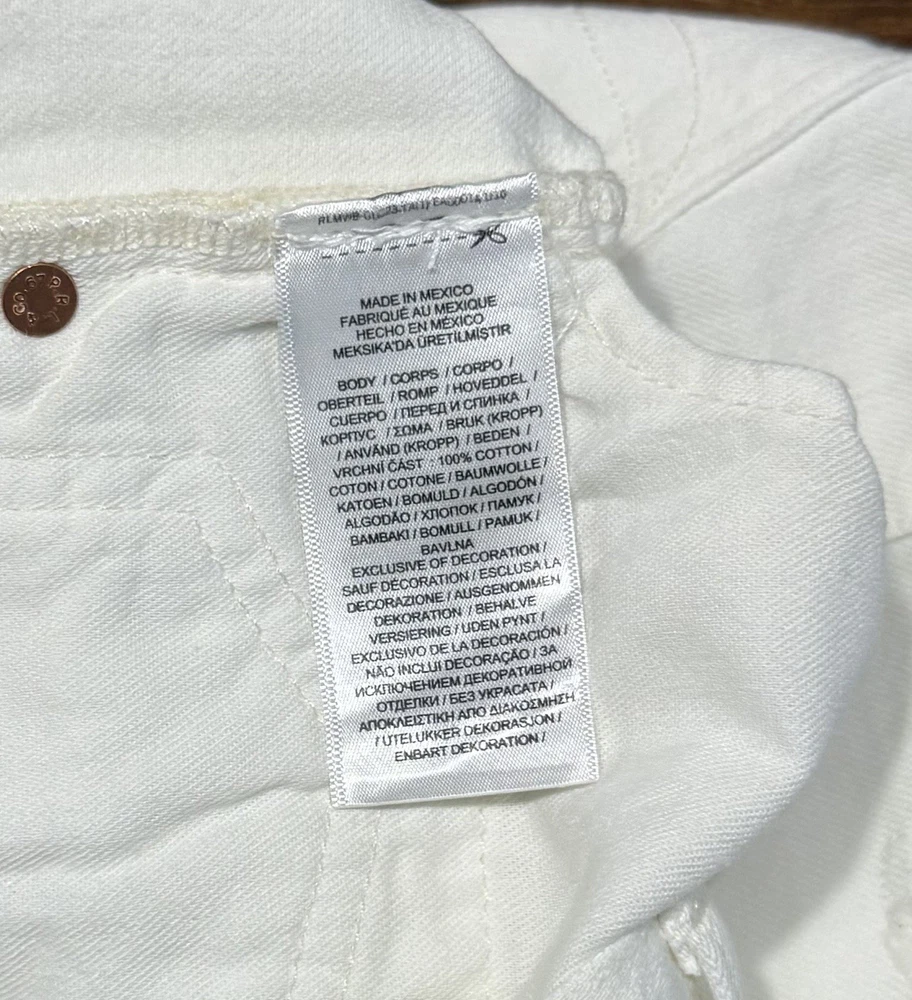 MADE IN MEXICO
FABRIQUÉ AU MEXIQUE
HECHO EN MÉXICO
MEKSIKA'DA ÜRETİLMİŞTİR
BODY / CORPS / CORPO /
OBERTEIL / ROMP / HOVEDDEL /
CUERPO / ПЕРЕД И СПИНКА /
КОРПУС / ΣΩΜΑ / BRUK (KROPP)
/ ANVÄND (KROPP) / BEDEN /
VRCHNÍ ČÁST : 100% COTTON /
COTON / COTONE / BAUMWOLLE /
KATOEN / BOMULD / ALGODÓN /
ALGODÃO / ХЛОПОК / ПАМУК /
ΒΑΜΒΑΚΙ / BOMULL / PAMUK /
BAVLNA
EXCLUSIVE OF DECORATION /
SAUF DÉCORATION / ESCLUSA LA
DECORAZIONE / AUSGENOMMEN
DEKORATION / BEHALVE
VERSIERING / UDEN PYNT /
EXCLUSIVO DE LA DECORACIÓN /
NÃO INCLUI DECORAÇÃO / ЗА
ИСКЛЮЧЕНИЕМ ДЕКОРАТИВНОЙ
ОТДЕЛКИ / БЕЗ УКРАСАТА /
ΑΠΟΚΛΕΙΣΤΙΚΗ ΑΠΟ ΔΙΑΚΟΣΜΗΣΗ
/ UTELUKKER DEKORASJON /
ENBART DEKORATION /